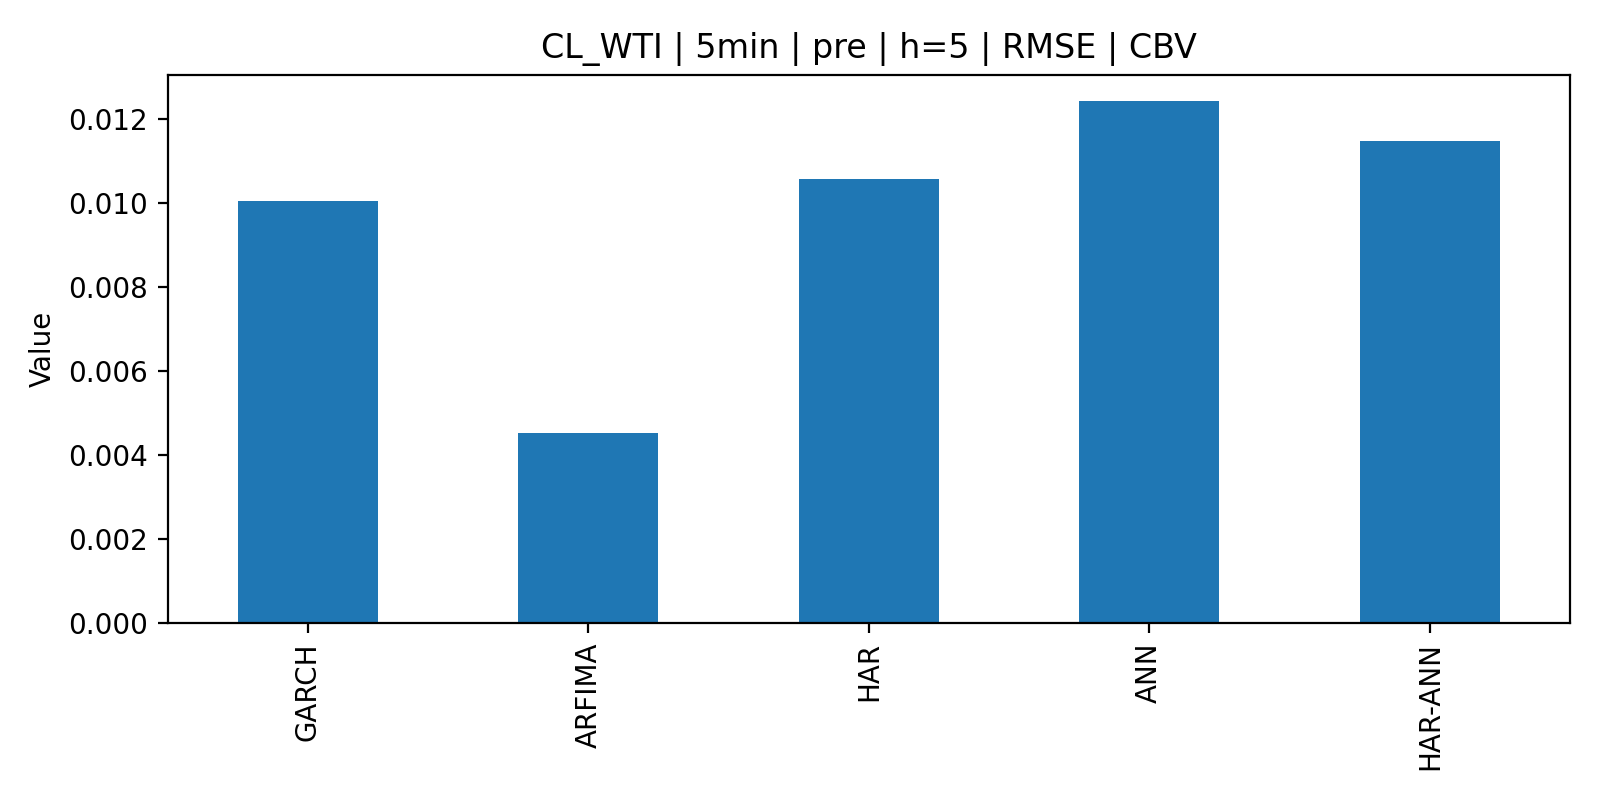 CL_WTI | 5min | pre | h=5 | RMSE | CBV
Value
0.012
0.010
0.008
0.006
0.004
0.002
0.000
GARCH
ARFIMA
HAR
ANN
HAR-ANN